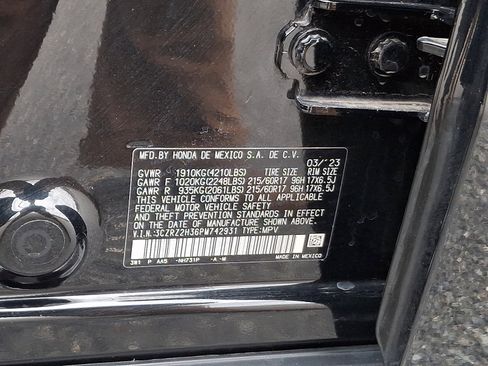 MFD.BY HONDA DE MEXICO S.A. DE C.V.
03/'23
GVWR 1910KG(4210LBS) TIRE SIZE RIM SIZE
GAWR F 1020KG(2248LBS) 215/60R17 96H 17X6.5J
GAWR R 935KG(2061LBS) 215/60R17 96H 17X6.5J
THIS VEHICLE CONFORMS TO ALL APPLICABLE
FEDERAL MOTOR VEHICLE SAFETY
STANDARDS IN EFFECT ON THE
DATE OF MANUFACTURE SHOWN ABOVE.
V.I.N.:3CZRZ2H36PM742931 TYPE:MPV
3W1 P AAS -NH731P -A -M
MADE IN MEXICO